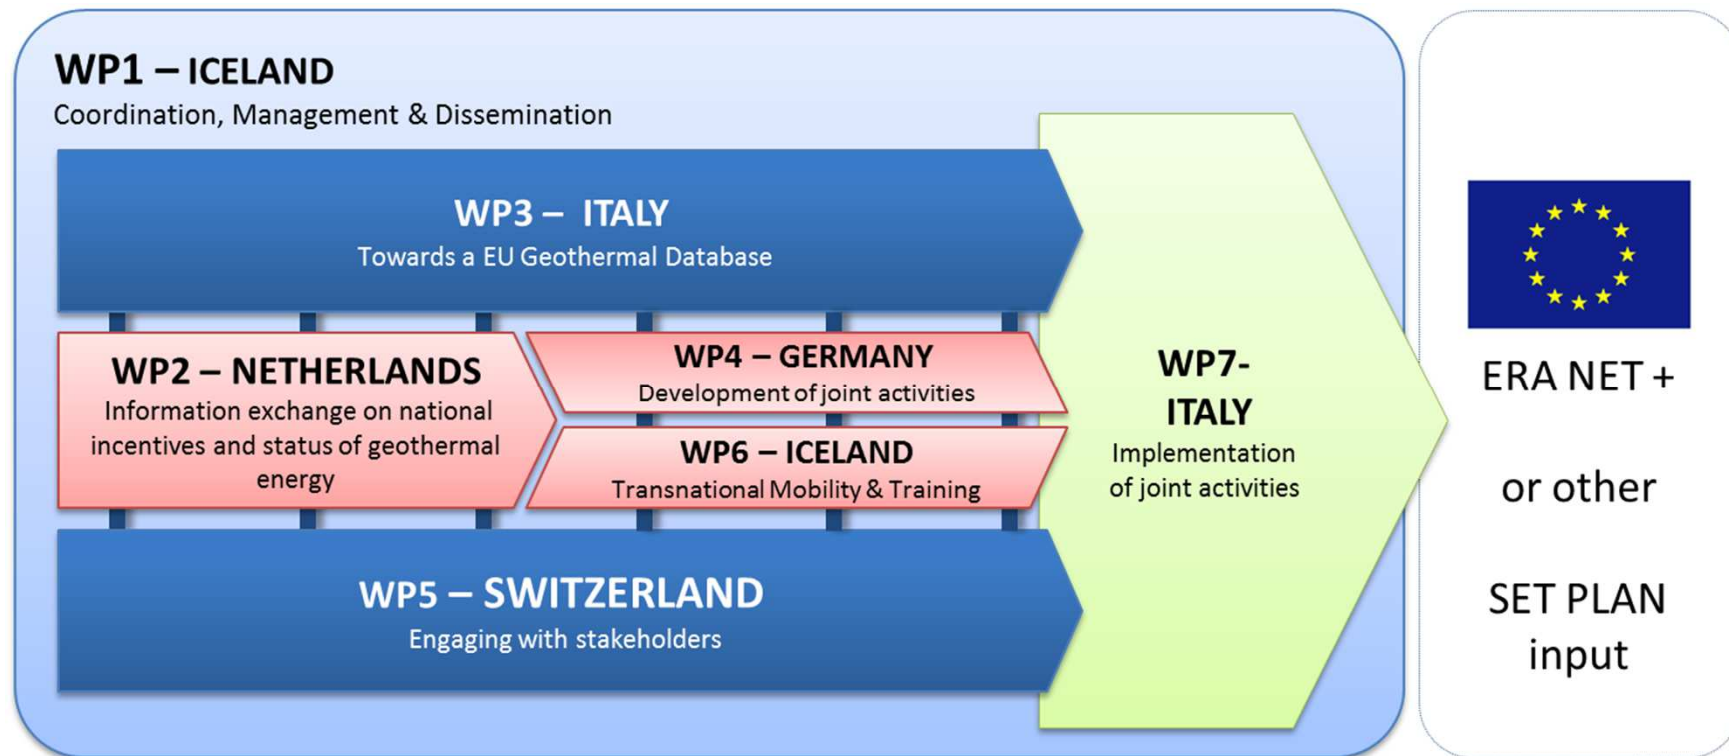 WP1 – ICELAND
Coordination, Management & Dissemination
WP3 –  ITALY
Towards a EU Geothermal Database
WP2 – NETHERLANDS
Information exchange on national
incentives and status of geothermal
energy
WP4 – GERMANY
Development of joint activities
WP6 – ICELAND
Transnational Mobility & Training
WP5 – SWITZERLAND
Engaging with stakeholders
WP7-
ITALY
Implementation
of joint activities
ERA NET +
or other
SET PLAN
input